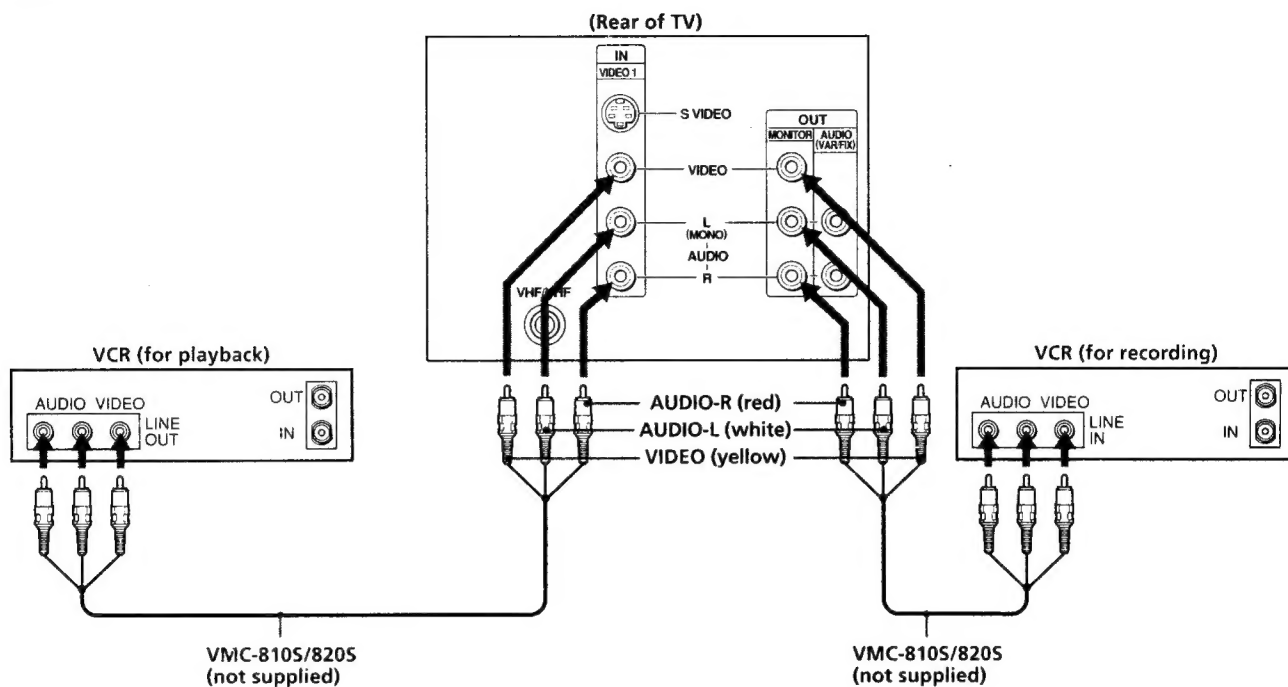 (Rear of TV)
IN
VIDEO 1
S VIDEO
OUT
MONITOR
AUDIO
(VAR/FIX)
VIDEO
L
(MONO)
AUDIO
R
VHF/UHF
VCR (for playback)
AUDIO VIDEO
LINE
OUT
OUT
IN
AUDIO-R (red)
AUDIO-L (white)
VIDEO (yellow)
VCR (for recording)
AUDIO VIDEO
LINE
IN
OUT
IN
VMC-810S/820S
(not supplied)
VMC-810S/820S
(not supplied)